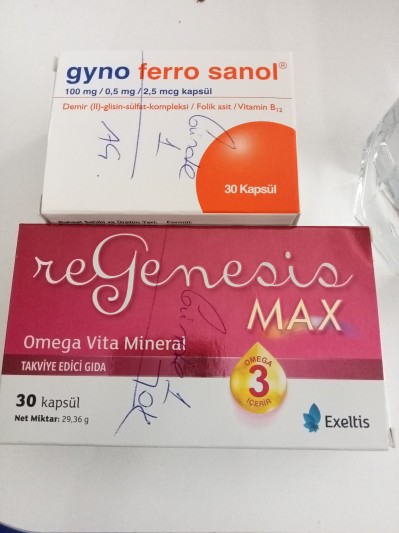 gyno ferro sanol®
100 mg / 0,5 mg / 2,5 mcg kapsül
Demir (II)-glisin-sülfat-kompleksi / Folik asit / Vitamin B12
Günde
1
AÇ.
30 Kapsül
reGenesis
MAX
Omega Vita Mineral
TAKVİYE EDİCİ GIDA
Günde 1
TOK
OMEGA
3
İÇERİR
30 kapsül
Net Miktar: 29,36 g
Exeltis